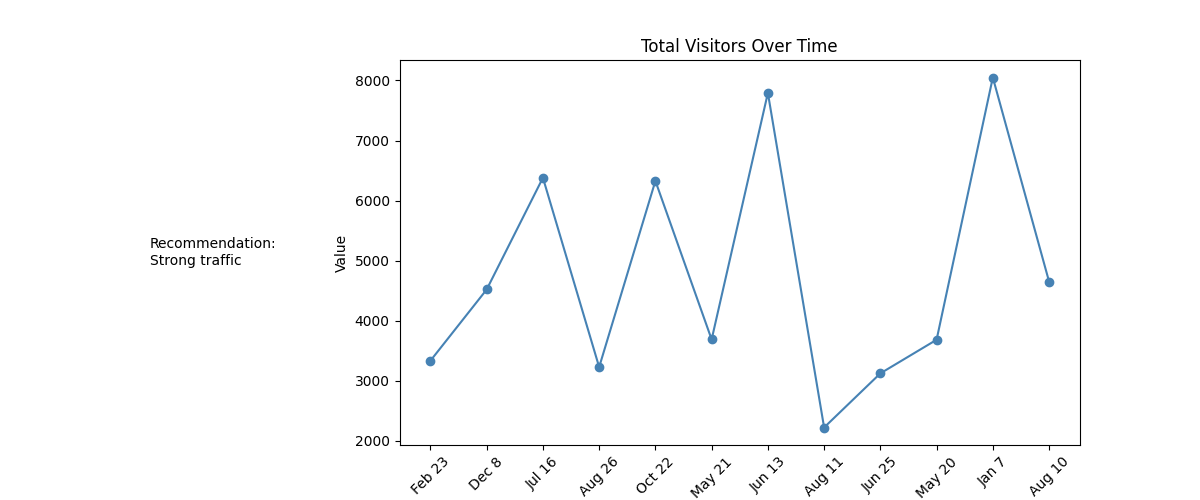 Total Visitors Over Time
Recommendation:
Strong traffic
Value
8000
7000
6000
5000
4000
3000
2000
Feb 23
Dec 8
Jul 16
Aug 26
Oct 22
May 21
Jun 13
Aug 11
Jun 25
May 20
Jan 7
Aug 10